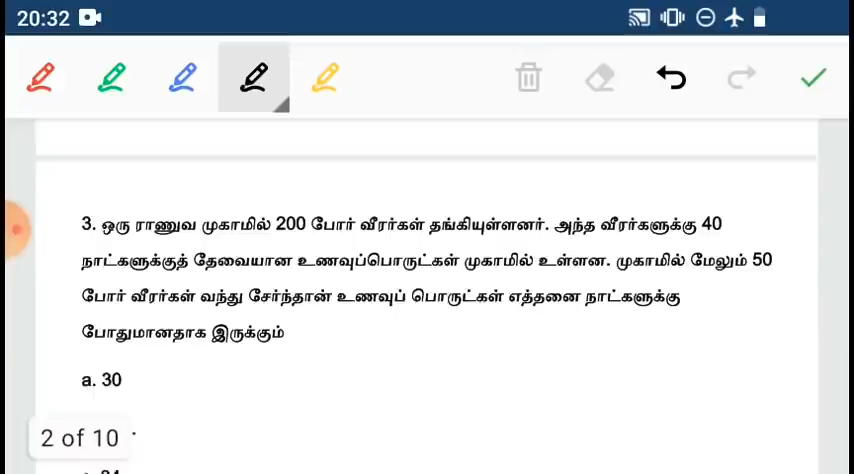 20:32
3. ஒரு ராணுவ முகாமில் 200 போர் வீரர்கள் தங்கியுள்ளனர். அந்த வீரர்களுக்கு 40
நாட்களுக்குத் தேவையான உணவுப்பொருட்கள் முகாமில் உள்ளன. முகாமில் மேலும் 50
போர் வீரர்கள் வந்து சேர்ந்தான் உணவுப் பொருட்கள் எத்தனை நாட்களுக்கு
போதுமானதாக இருக்கும்
a. 30
2 of 10